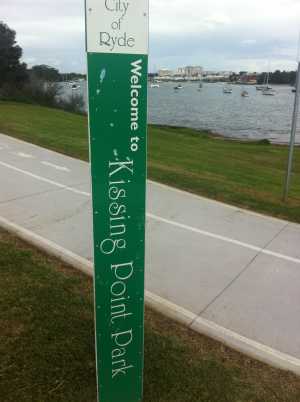 City
of
Ryde
Welcome to
Kissing Point Park